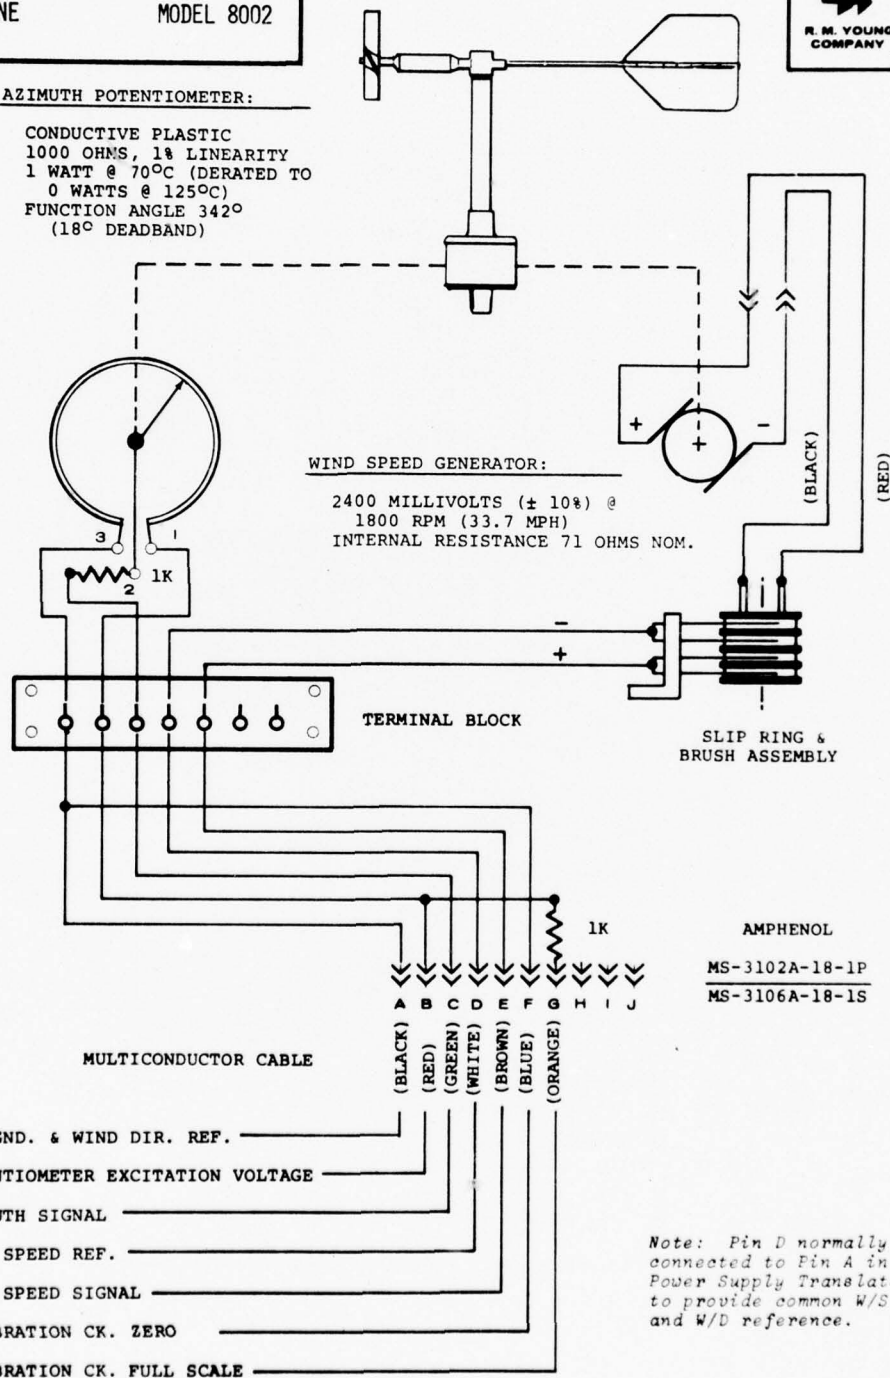 NE
MODEL 8002
R. M. YOUNG
COMPANY
AZIMUTH POTENTIOMETER:
CONDUCTIVE PLASTIC
1000 OHMS, 1% LINEARITY
1 WATT @ 70°C (DERATED TO
0 WATTS @ 125°C)
FUNCTION ANGLE 342°
(18° DEADBAND)
+ + -
(BLACK)
(RED)
WIND SPEED GENERATOR:
2400 MILLIVOLTS (± 10%) @
1800 RPM (33.7 MPH)
INTERNAL RESISTANCE 71 OHMS NOM.
3 1
2 1K
-
+
TERMINAL BLOCK
SLIP RING &
BRUSH ASSEMBLY
1K
AMPHENOL
MS-3102A-18-1P
MS-3106A-18-1S
A B C D E F G H I J
MULTICONDUCTOR CABLE
(BLACK)
(RED)
(GREEN)
(WHITE)
(BROWN)
(BLUE)
(ORANGE)
ND. & WIND DIR. REF.
NTIOMETER EXCITATION VOLTAGE
UTH SIGNAL
SPEED REF.
SPEED SIGNAL
BRATION CK. ZERO
BRATION CK. FULL SCALE
Note: Pin D normally
connected to Pin A in
Power Supply Translat
to provide common W/S
and W/D reference.